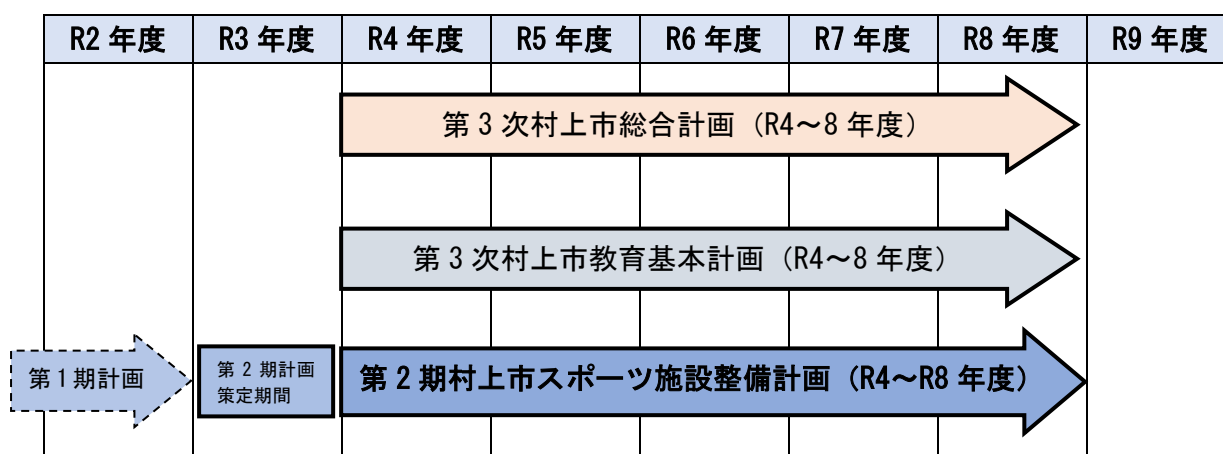 R2 年度 R3 年度 R4 年度 R5 年度 R6 年度 R7 年度 R8 年度 R9 年度
第 3 次村上市総合計画（R4～8 年度）
第 3 次村上市教育基本計画（R4～8 年度）
第 1 期計画
第 2 期計画
策定期間
第 2 期村上市スポーツ施設整備計画（R4～R8 年度）